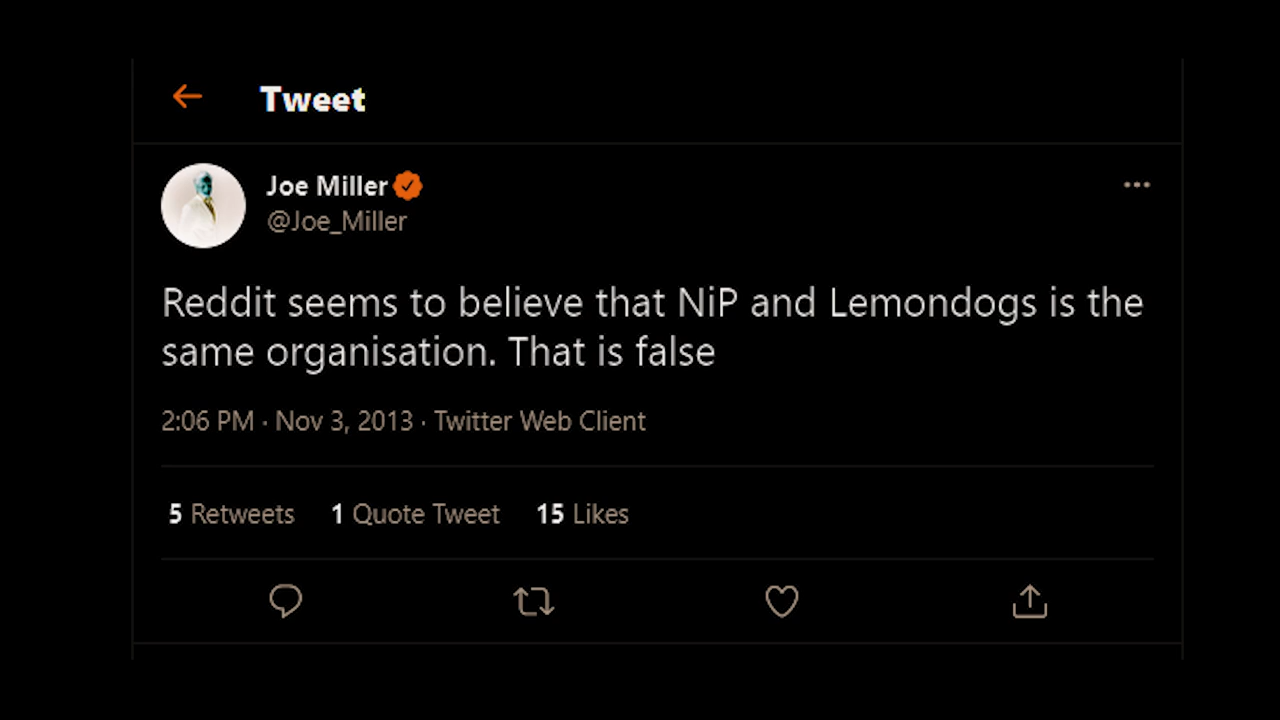 Tweet
Joe Miller
@Joe_Miller
Reddit seems to believe that NiP and Lemondogs is the
same organisation. That is false
2:06 PM · Nov 3, 2013 · Twitter Web Client
5 Retweets 1 Quote Tweet 15 Likes